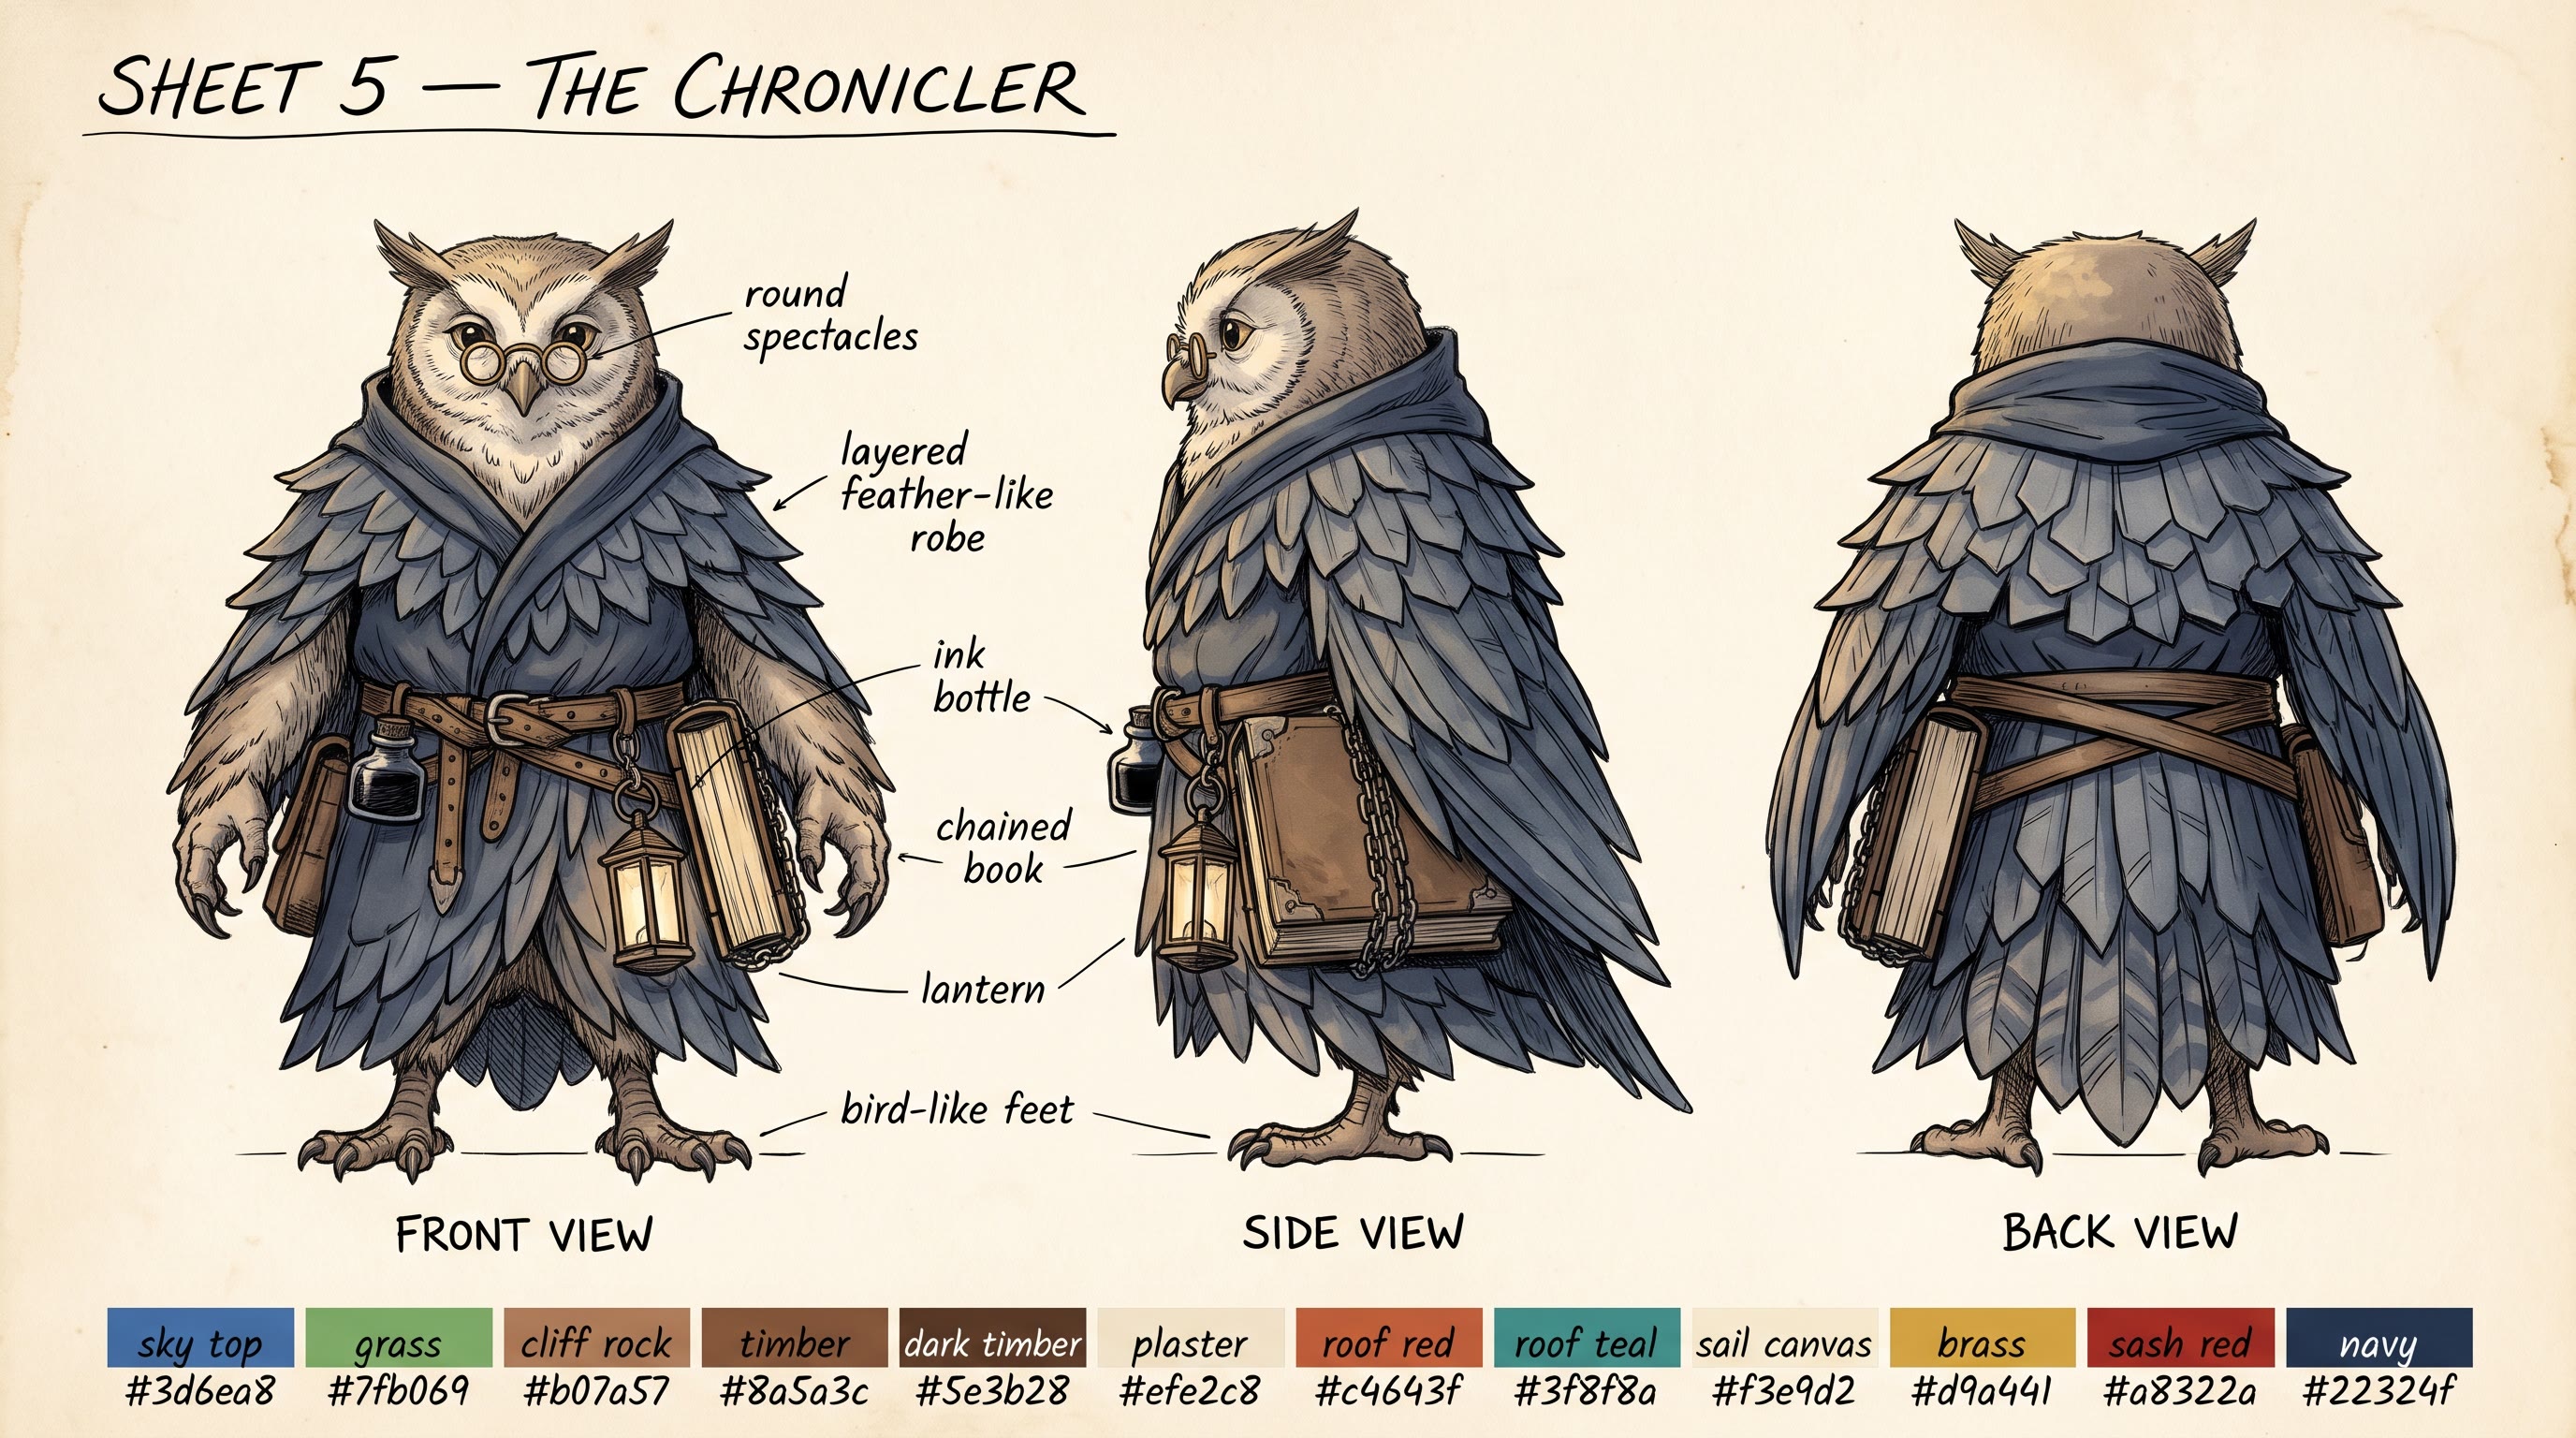 SHEET 5 — THE CHRONICLER
round
spectacles
layered
feather-like
robe
ink
bottle
chained
book
lantern
bird-like feet
FRONT VIEW
SIDE VIEW
BACK VIEW
sky top
grass
cliff rock
timber
dark timber
plaster
roof red
roof teal
sail canvas
brass
sash red
navy
#3d6ea8
#7fb069
#b07a57
#8a5a3c
#5e3b28
#efe2c8
#c4643f
#3f8f8a
#f3e9d2
#d9a441
#a8322a
#22324f